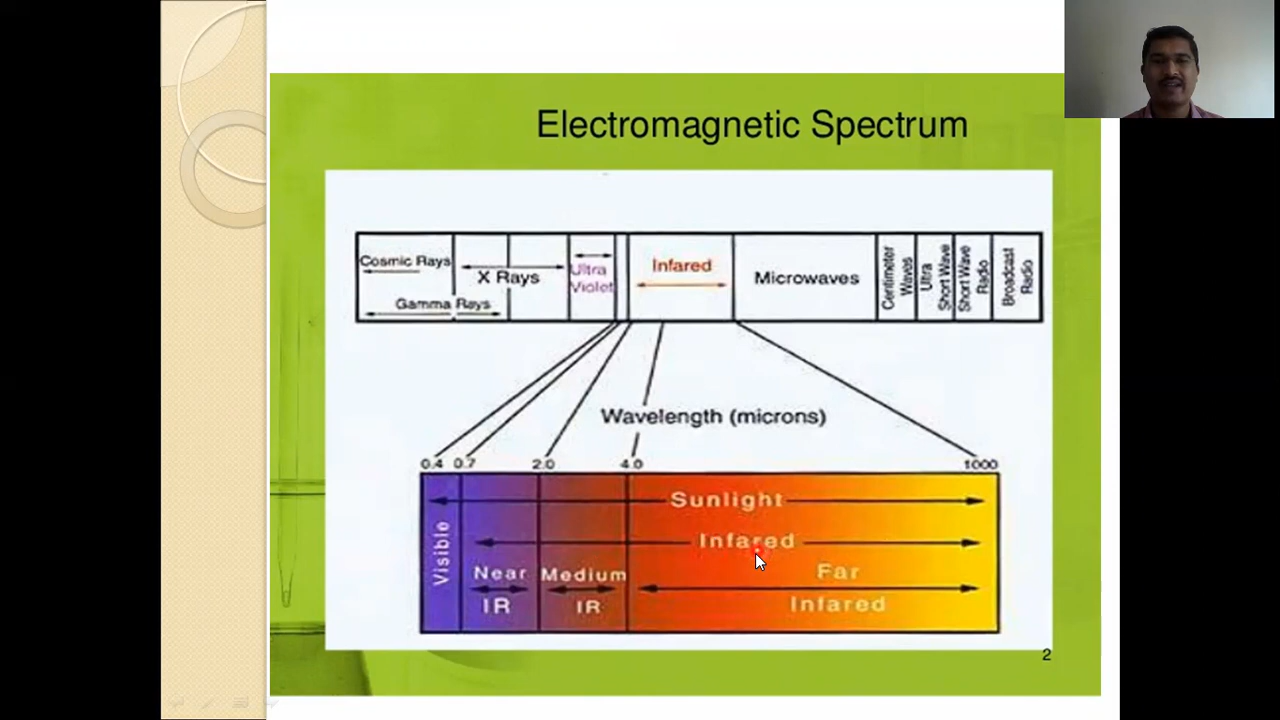 Electromagnetic Spectrum
Cosmic Rays
X Rays
Gamma Rays
Ultra
Violet
Infared
Microwaves
Centimeter
Waves
Ultra
Short Wave
Short Wave
Radio
Broadcast
Radio
Wavelength (microns)
0.4 0.7 2.0 4.0 1000
Sunlight
Infared
Visible
Near
IR
Medium
IR
Far
Infared
2